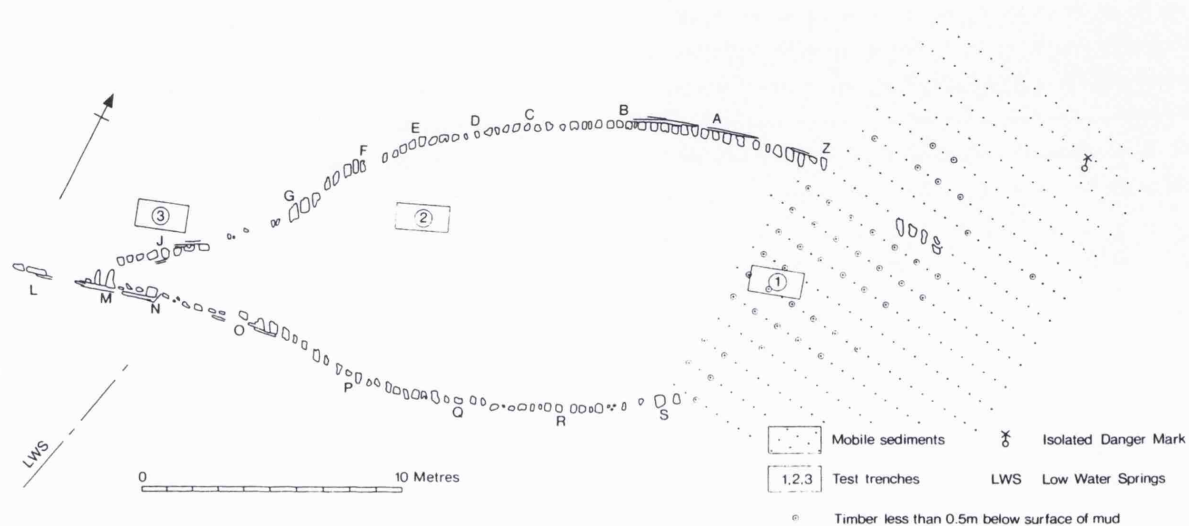 B
A
C
D
E
Z
F
G
3
2
J
L
M
N
1
O
P
Q
R
S
LWS
Mobile sediments
Isolated Danger Mark
0
10 Metres
1,2,3
Test trenches
LWS
Low Water Springs
Timber less than 0.5m below surface of mud